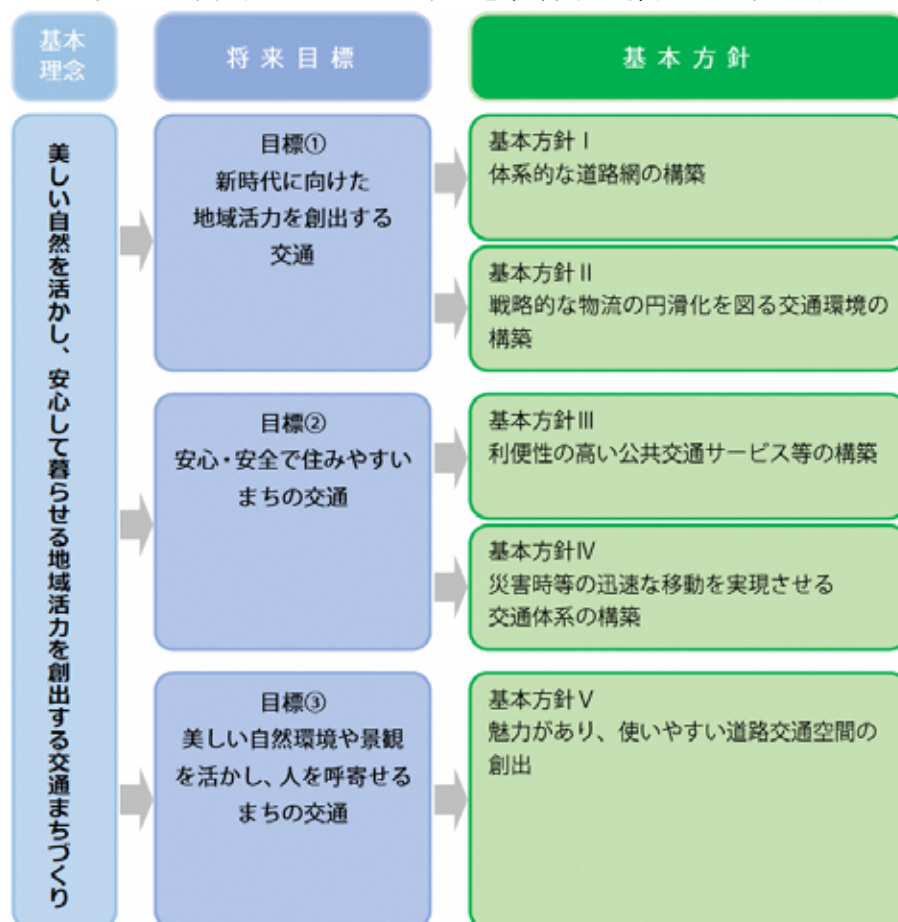 基本
理念
将来目標
基本方針
美しい自然を活かし、安心して暮らせる地域活力を創出する交通まちづくり
目標①
新時代に向けた
地域活力を創出する
交通
基本方針Ⅰ
体系的な道路網の構築
基本方針Ⅱ
戦略的な物流の円滑化を図る交通環境の
構築
目標②
安心・安全で住みやすい
まちの交通
基本方針Ⅲ
利便性の高い公共交通サービス等の構築
基本方針Ⅳ
災害時等の迅速な移動を実現させる
交通体系の構築
目標③
美しい自然環境や景観
を活かし、人を呼寄せる
まちの交通
基本方針Ⅴ
魅力があり、使いやすい道路交通空間の
創出